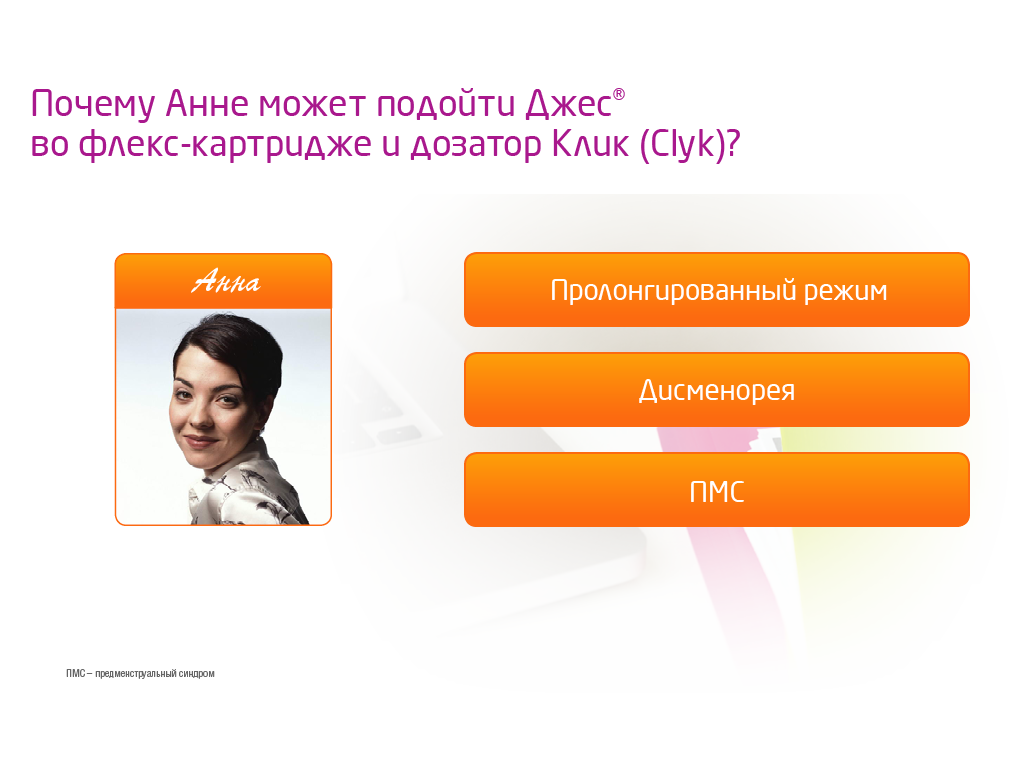 Почему Анне может подойти Джес®
во флекс-картридже и дозатор Клик (Clyk)?
Анна
Пролонгированный режим
Дисменорея
ПМС
ПМС – предменструальный синдром